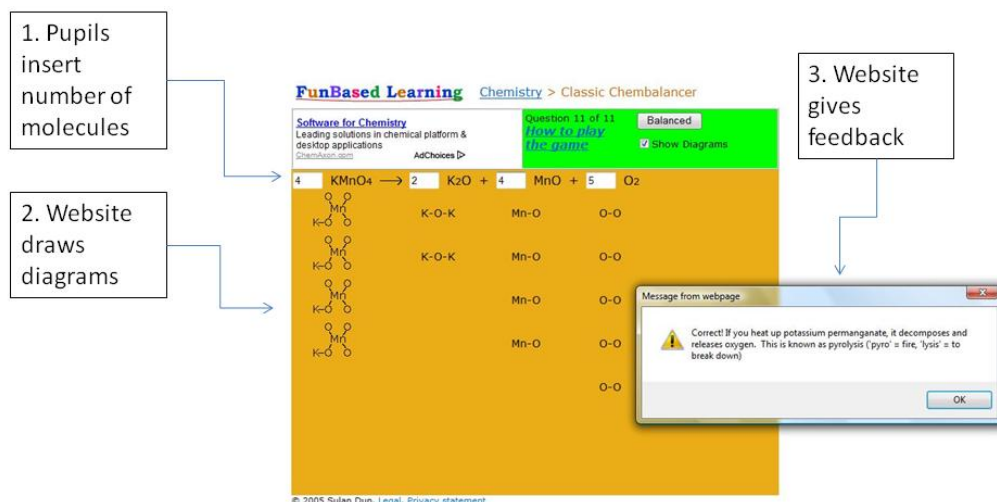 1. Pupils
insert
number of
molecules
FunBased Learning Chemistry > Classic Chembalancer
3. Website
gives
feedback
Software for Chemistry
Leading solutions in chemical platform &
desktop applications
ChemAxon.com AdChoices
Question 11 of 11
How to play
the game
Balanced
Show Diagrams
4 KMnO4 → 2 K2O + 4 MnO + 5 O2
2. Website
draws
diagrams
O O
Mn
K-O O
K-O-K Mn-O O-O
O O
Mn
K-O O
K-O-K Mn-O O-O
O O
Mn
K-O O
Mn-O O-O
O O
Mn
K-O O
Mn-O O-O
O-O
Message from webpage
Correct! If you heat up potassium permanganate, it decomposes and
releases oxygen. This is known as pyrolysis ('pyro' = fire, 'lysis' = to
break down)
OK
© 2005 Sulan Dun. Legal. Privacy statement